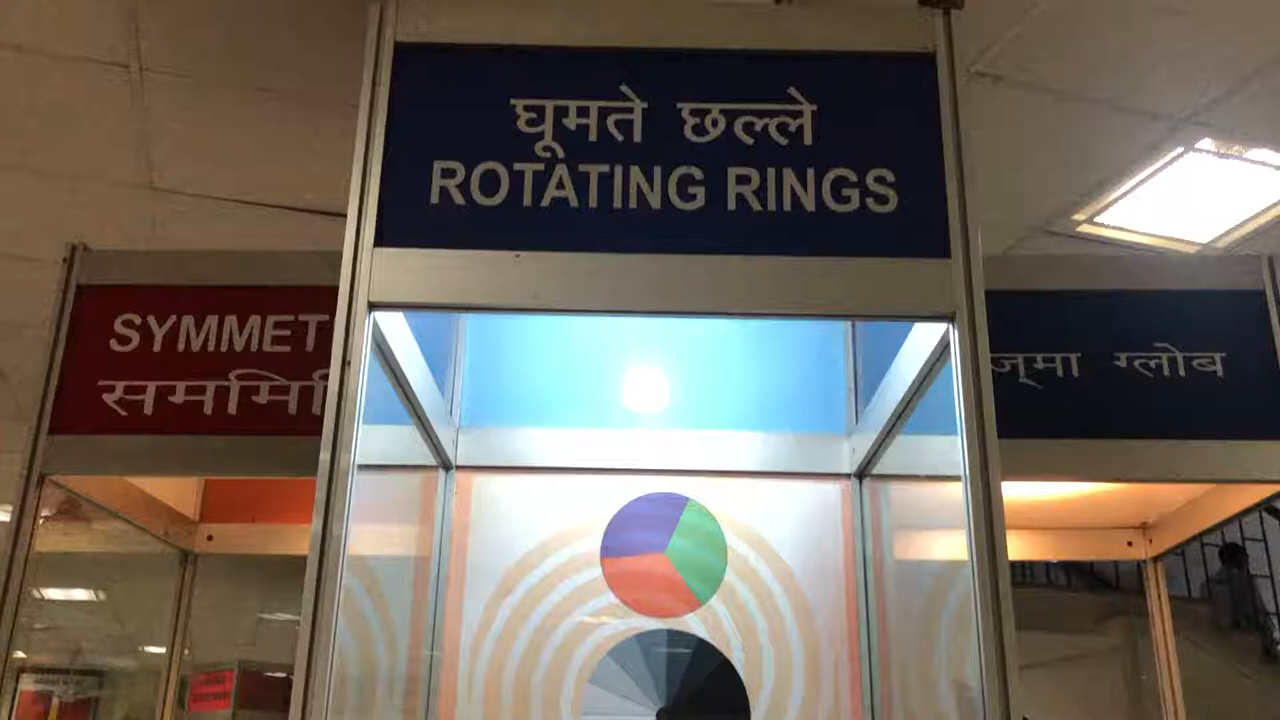 घूमते छल्ले
ROTATING RINGS
SYMMET
सममिति
ज़्मा ग्लोब